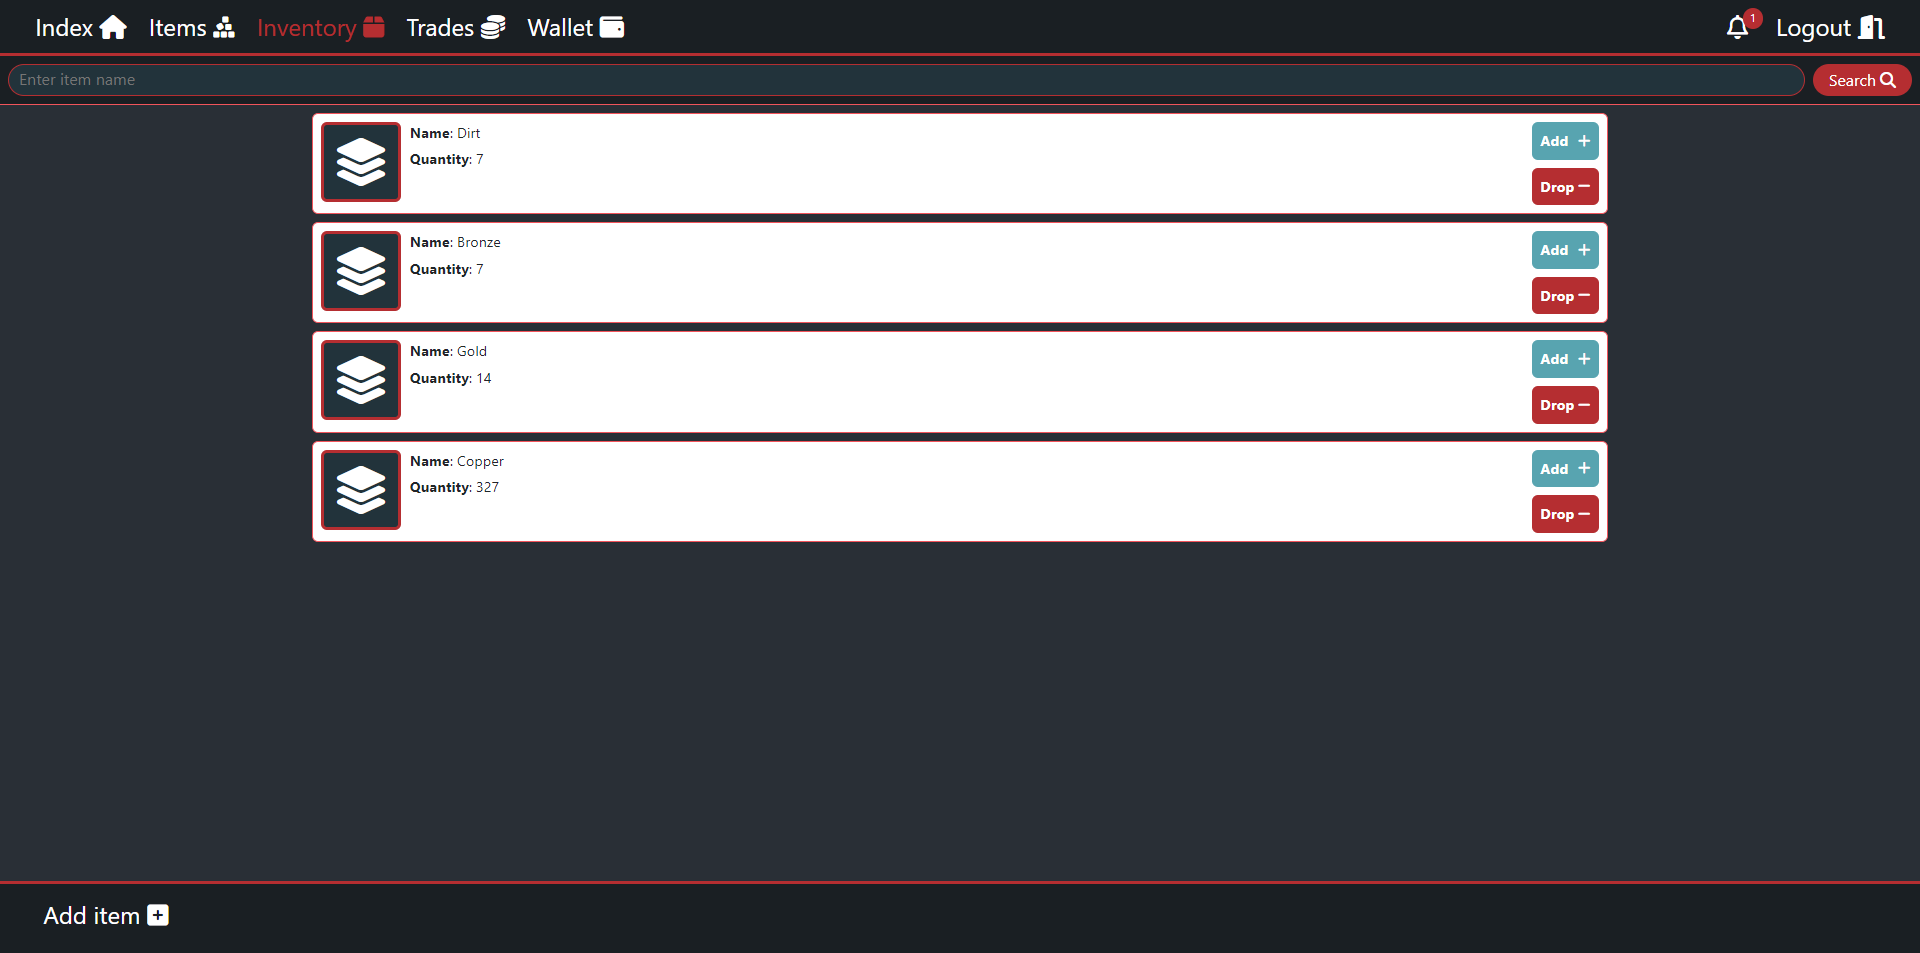 Index Items Inventory Trades Wallet 1 Logout
Enter item name Search
Name: Dirt
Quantity: 7
Add
Drop
Name: Bronze
Quantity: 7
Add
Drop
Name: Gold
Quantity: 14
Add
Drop
Name: Copper
Quantity: 327
Add
Drop
Add item